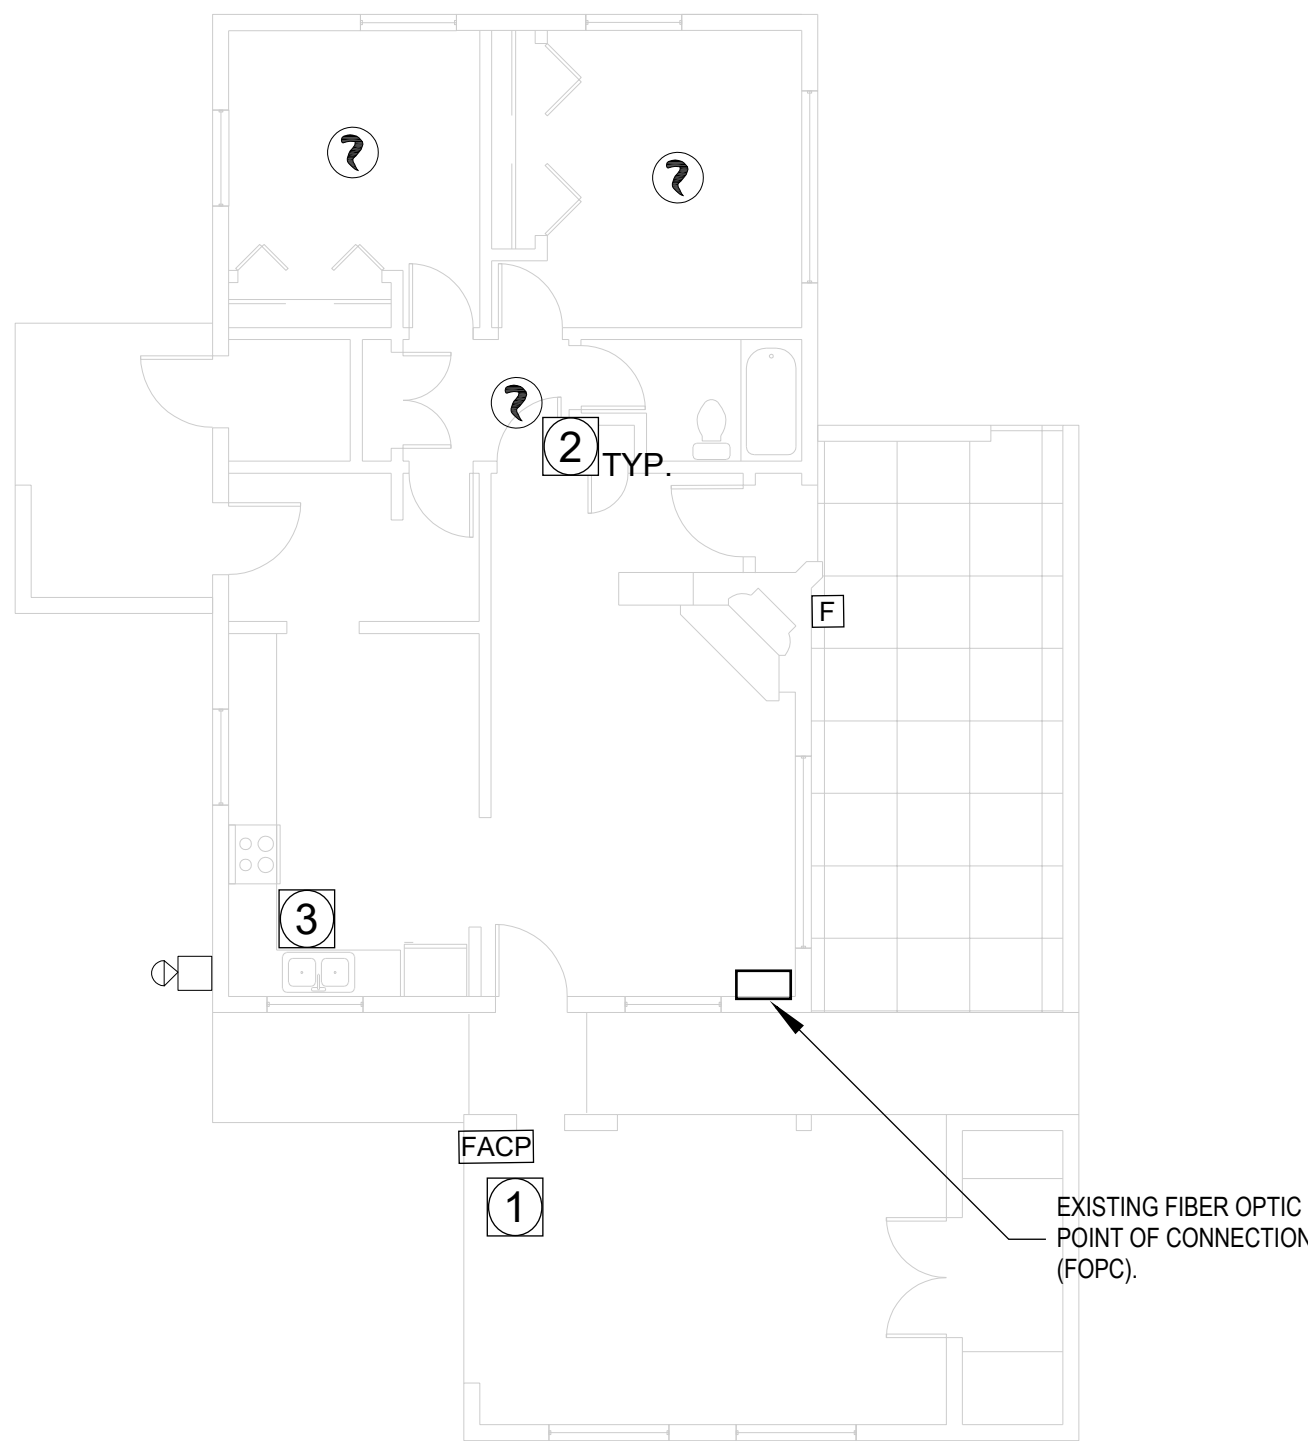 2
TYP.
F
3
FACP
1
EXISTING FIBER OPTIC
POINT OF CONNECTION
(FOPC).